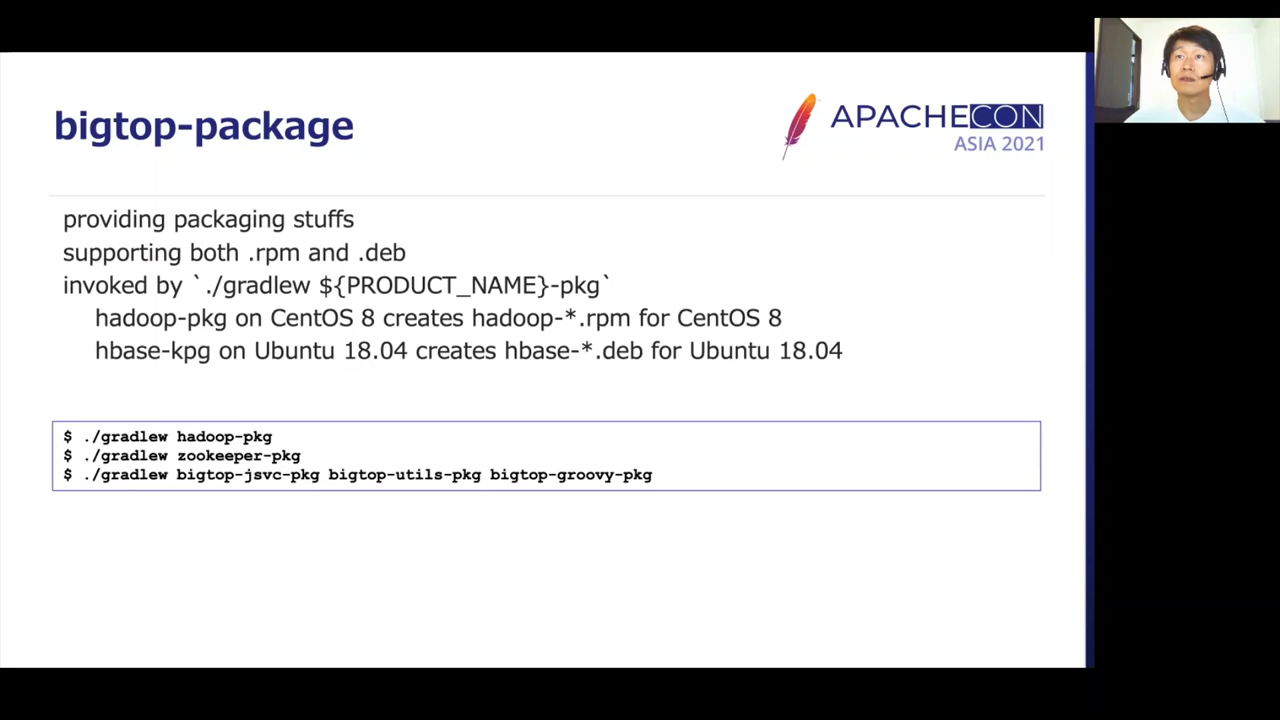 bigtop-package
APACHECON
ASIA 2021
providing packaging stuffs
supporting both .rpm and .deb
invoked by `./gradlew ${PRODUCT_NAME}-pkg`
hadoop-pkg on CentOS 8 creates hadoop-*.rpm for CentOS 8
hbase-kpg on Ubuntu 18.04 creates hbase-*.deb for Ubuntu 18.04
$ ./gradlew hadoop-pkg
$ ./gradlew zookeeper-pkg
$ ./gradlew bigtop-jsvc-pkg bigtop-utils-pkg bigtop-groovy-pkg